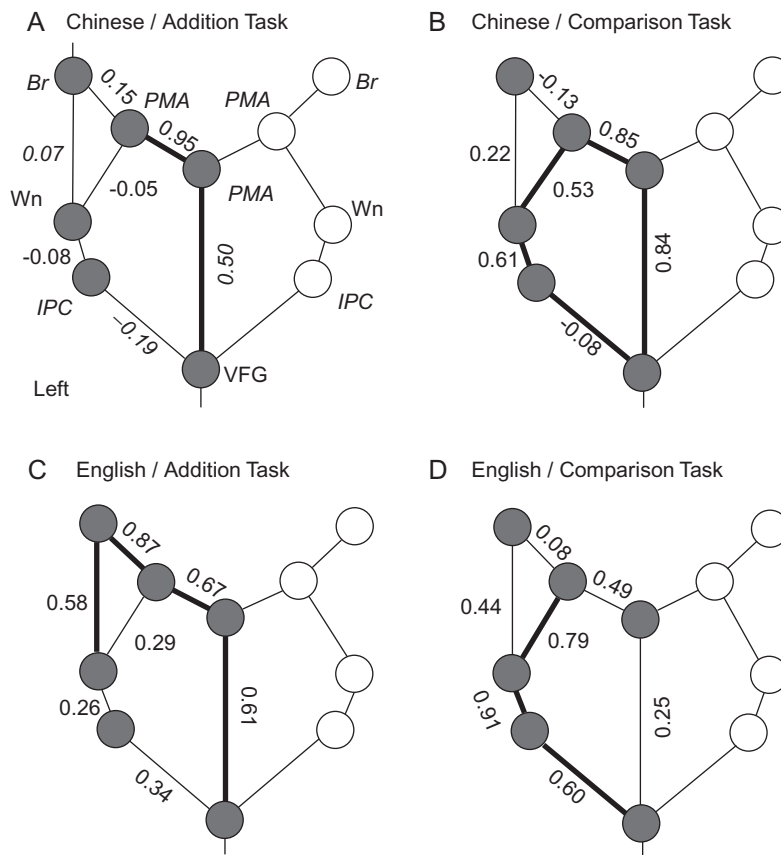 A Chinese / Addition Task
Br
0.15
PMA
0.95
PMA
Br
0.07
-0.05
PMA
Wn
Wn
-0.08
0.50
IPC
IPC
–0.19
VFG
Left
B Chinese / Comparison Task
-0.13
0.85
0.22
0.53
0.61
0.84
-0.08
C English / Addition Task
0.87
0.67
0.58
0.29
0.26
0.61
0.34
D English / Comparison Task
0.08
0.49
0.44
0.79
0.91
0.25
0.60